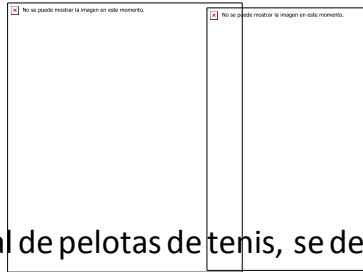 No se puede mostrar la imagen en este momento.
No se puede mostrar la imagen en este momento.
de pelotas de tenis, se